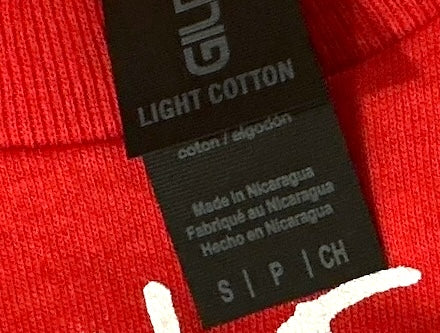 LIGHT COTTON
coton / algodón
Made in Nicaragua
Fabriqué au Nicaragua
Hecho en Nicaragua
S | P | CH